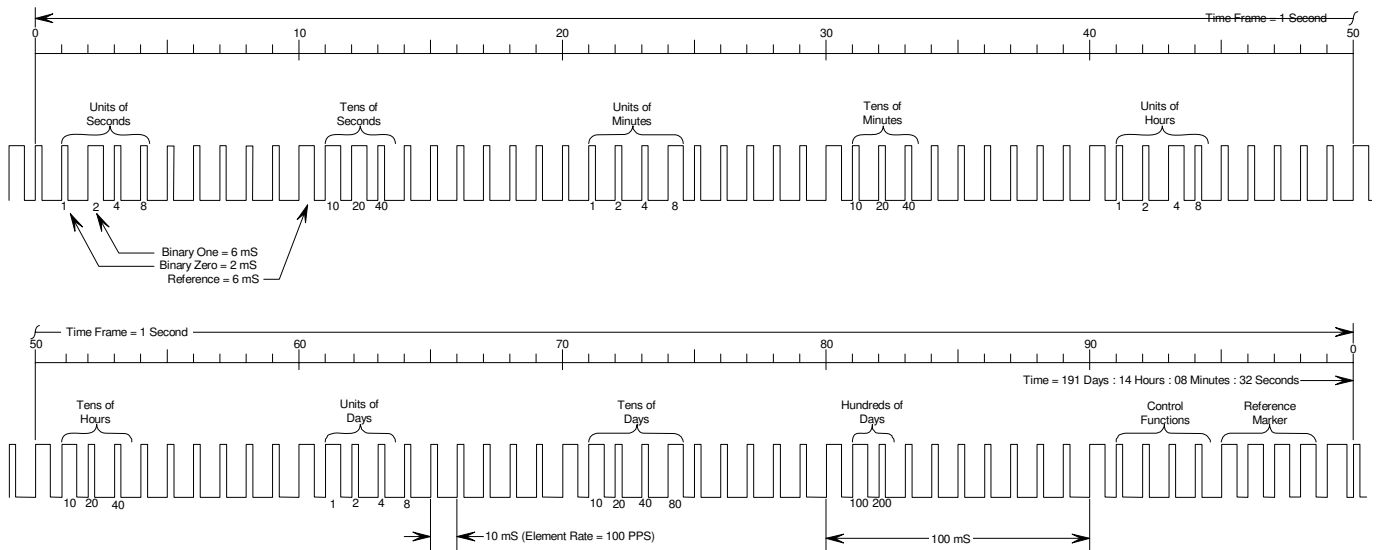 Time Frame = 1 Second
0 10 20 30 40 50
Units of Seconds
Tens of Seconds
Units of Minutes
Tens of Minutes
Units of Hours
1 2 4 8 10 20 40 1 2 4 8 10 20 40 1 2 4 8
Binary One = 6 mS
Binary Zero = 2 mS
Reference = 6 mS
Time Frame = 1 Second
50 60 70 80 90 0
Time = 191 Days : 14 Hours : 08 Minutes : 32 Seconds
Tens of Hours
Units of Days
Tens of Days
Hundreds of Days
Control Functions
Reference Marker
10 20 40 1 2 4 8 10 20 40 80 100 200
10 mS (Element Rate = 100 PPS)
100 mS